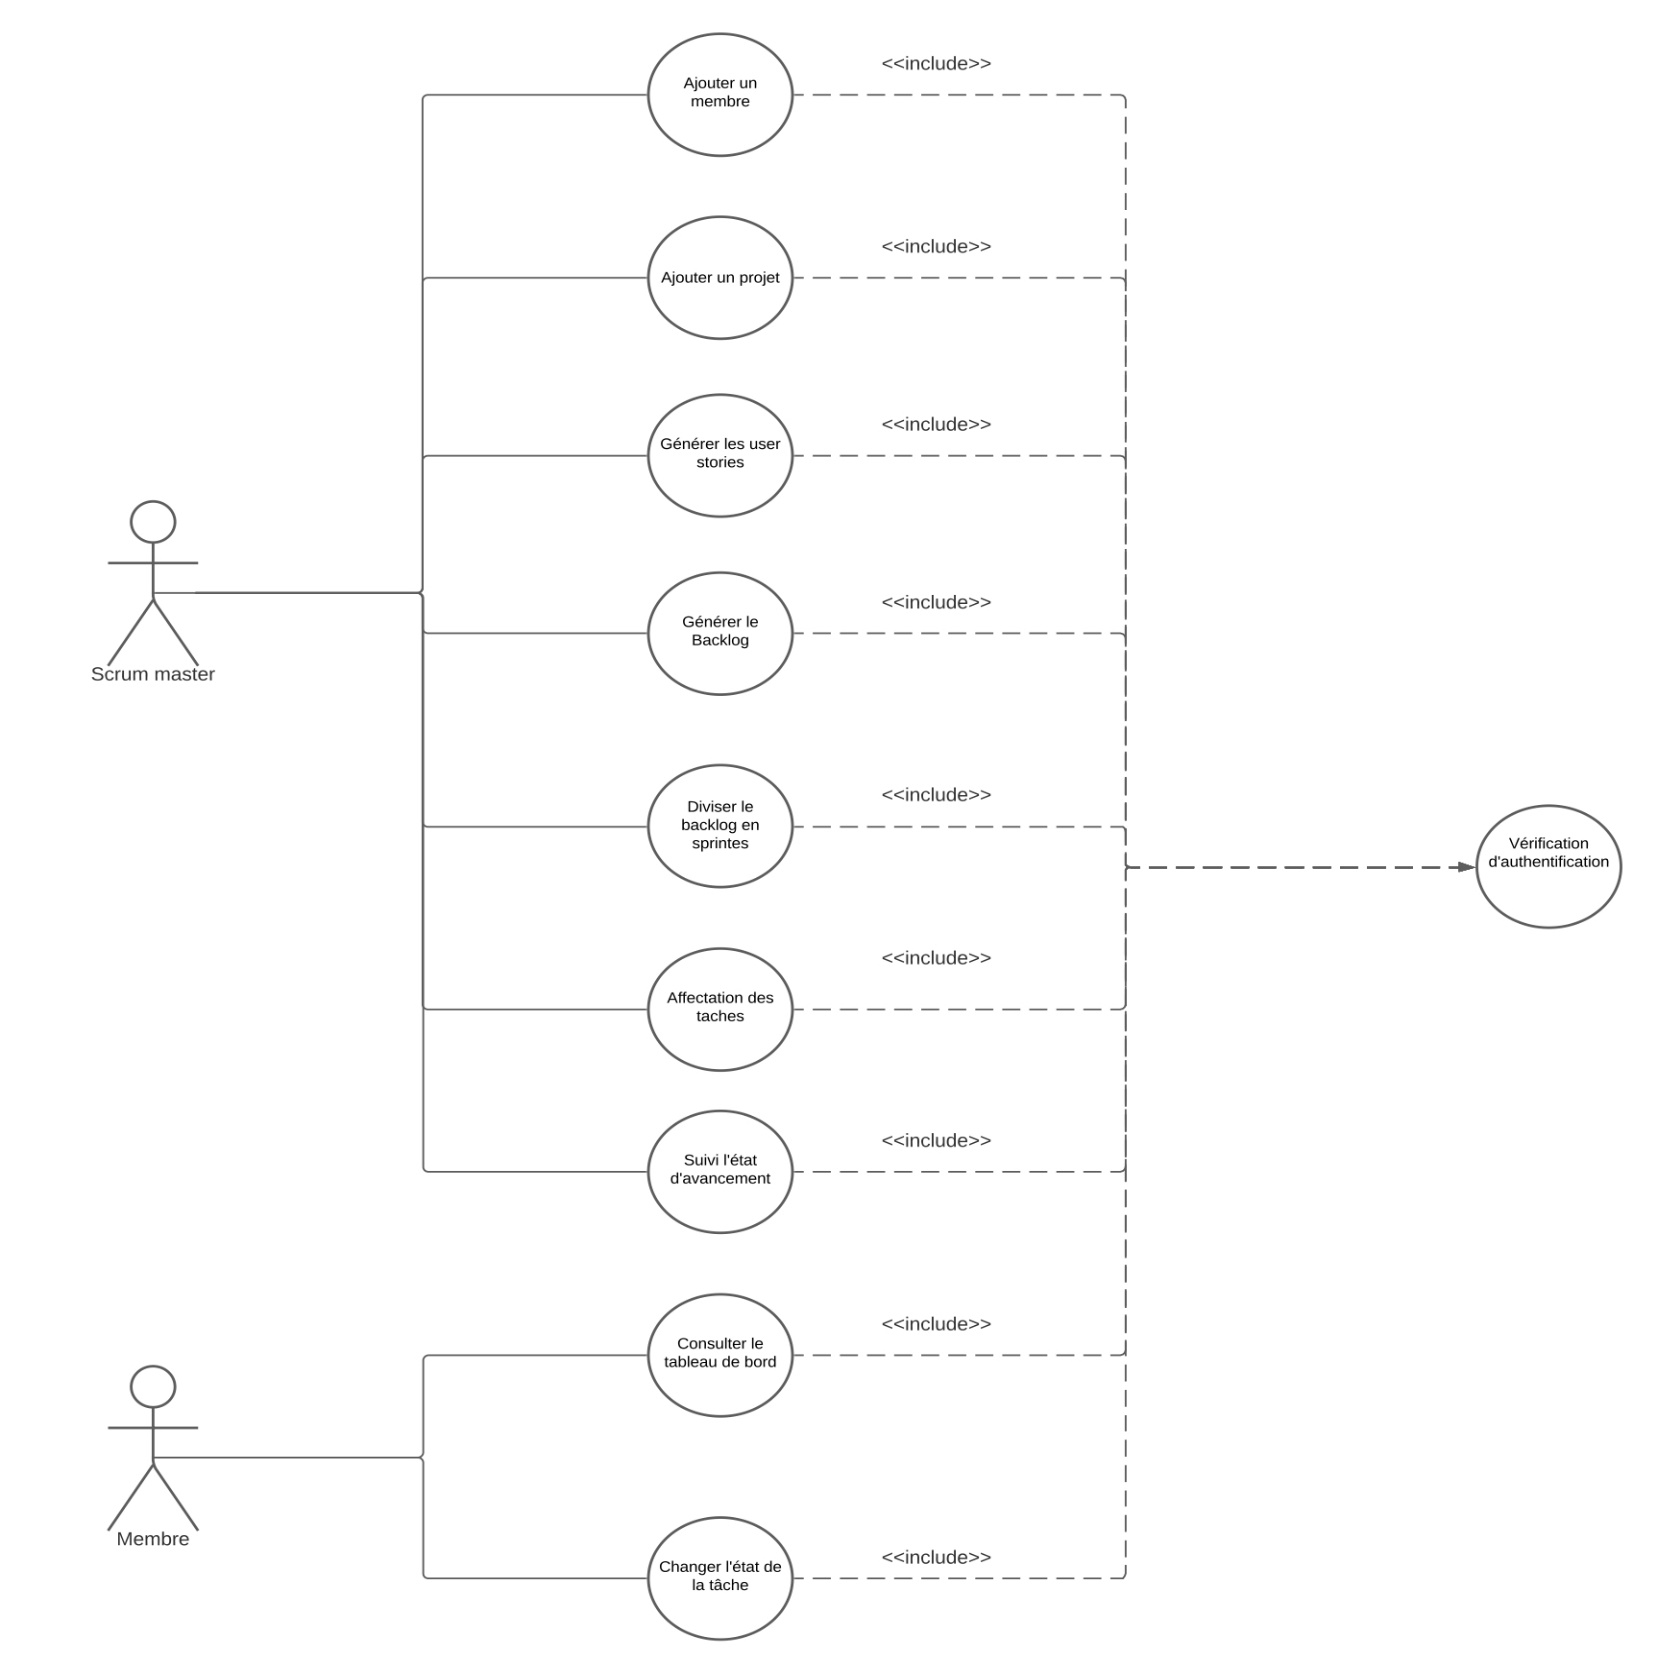 Ajouter un
membre
<<include>>
Ajouter un projet
<<include>>
Générer les user
stories
<<include>>
Scrum master
Générer le
Backlog
<<include>>
Diviser le
backlog en
sprintes
<<include>>
Vérification
d'authentification
Affectation des
taches
<<include>>
Suivi l'état
d'avancement
<<include>>
Consulter le
tableau de bord
<<include>>
Membre
Changer l'état de
la tâche
<<include>>